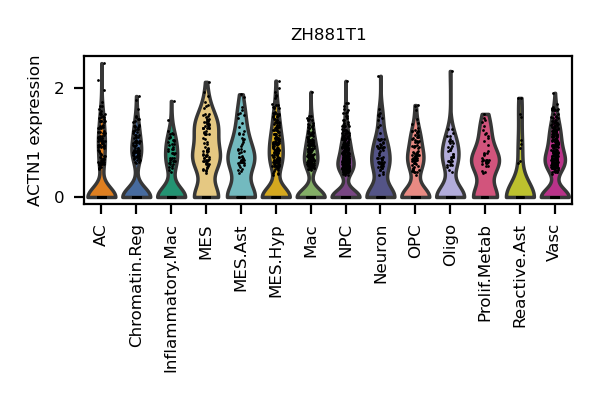 ZH881T1
ACTN1 expression
2
0
AC
Chromatin.Reg
Inflammatory.Mac
MES
MES.Ast
MES.Hyp
Mac
NPC
Neuron
OPC
Oligo
Prolif.Metab
Reactive.Ast
Vasc